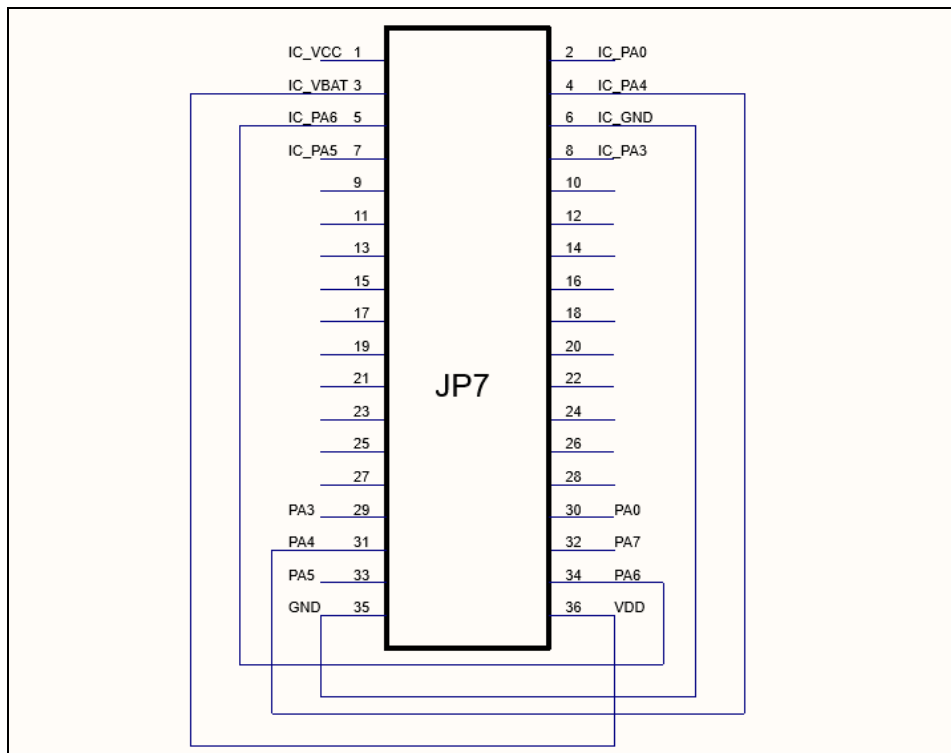 IC_VCC 1 2 IC_PA0
IC_VBAT 3 4 IC_PA4
IC_PA6 5 6 IC_GND
IC_PA5 7 8 IC_PA3
9 10
11 12
13 14
15 16
17 18
19 20
21 22
JP7
23 24
25 26
27 28
PA3 29 30 PA0
PA4 31 32 PA7
PA5 33 34 PA6
GND 35 36 VDD